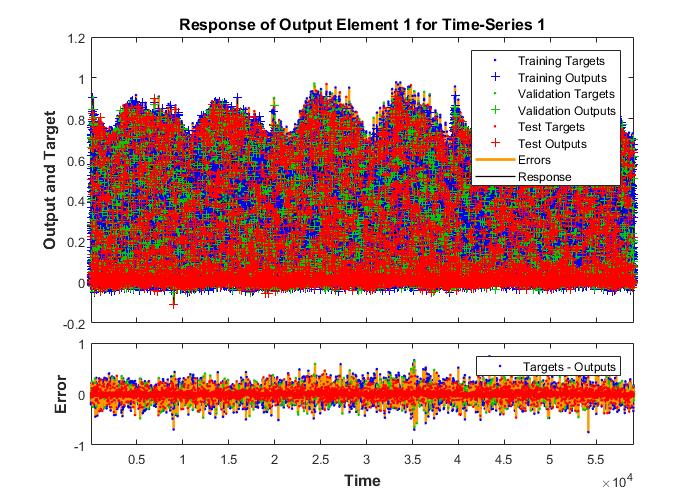 Response of Output Element 1 for Time-Series 1
1.2
1
0.8
0.6
0.4
0.2
0
-0.2
Output and Target
Training Targets
Training Outputs
Validation Targets
Validation Outputs
Test Targets
Test Outputs
Errors
Response
1
0
-1
Error
Targets - Outputs
0.5 1 1.5 2 2.5 3 3.5 4 4.5 5 5.5
Time
×10⁴